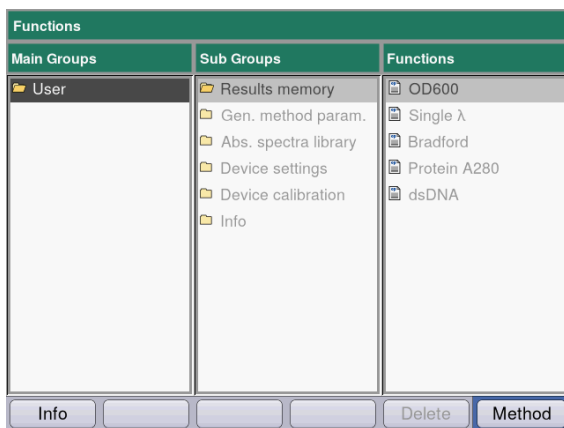 Functions
Main Groups
Sub Groups
Functions
User
Results memory
Gen. method param.
Abs. spectra library
Device settings
Device calibration
Info
OD600
Single λ
Bradford
Protein A280
dsDNA
Info
Delete
Method